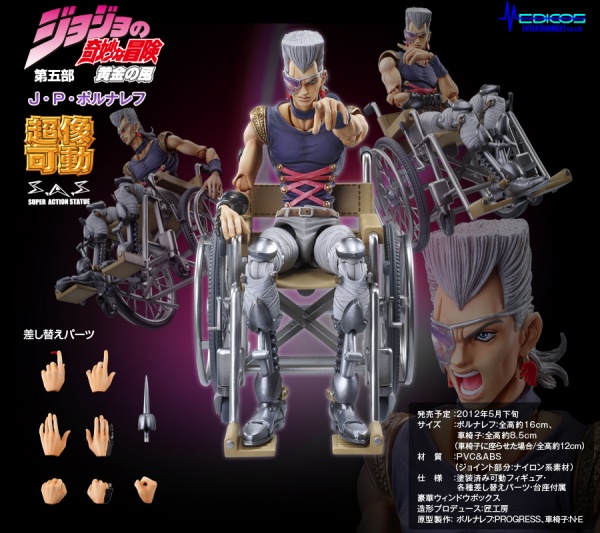 ジョジョの
奇妙な冒険
第五部 黄金の風
J・P・ポルナレフ
超像
可動
S.A.S
SUPER ACTION STATUE
MEDICOS
ENTERTAINMENT
差し替えパーツ
発売予定：2012年5月下旬
サイズ ：ポルナレフ：全高約16cm、
車椅子：全高約8.5cm
（車椅子に座らせた場合/全高約12cm）
材 質 ：PVC&ABS
（ジョイント部分：ナイロン系素材）
仕 様 ：塗装済み可動フィギュア・
各種差し替えパーツ・台座付属
豪華ウィンドウボックス
造形プロデュース：匠工房
原型製作： ポルナレフ:PROGRESS、車椅子:N-E